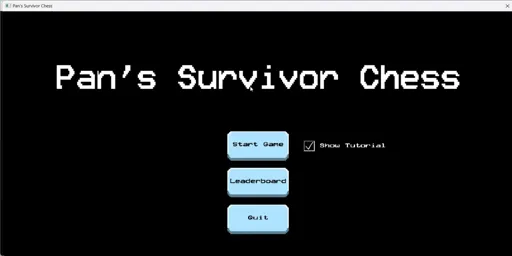 Pan's Survivor Chess
Pan's Survivor Chess
Start Game
Show Tutorial
Leaderboard
Quit